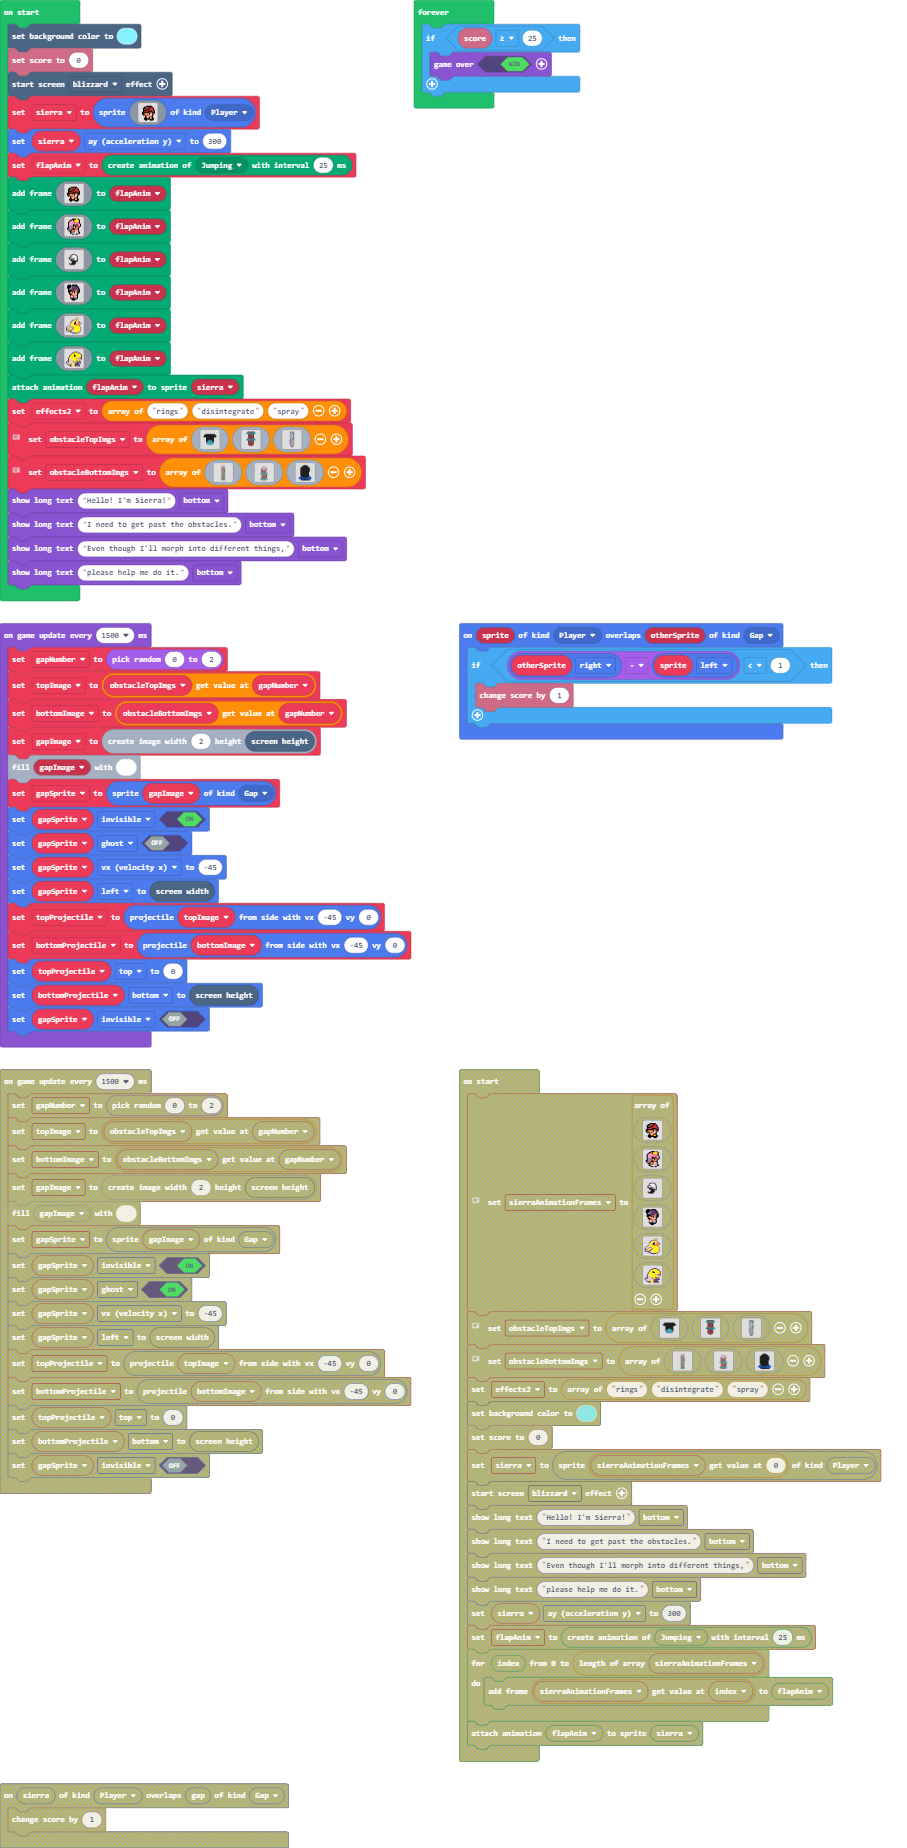 on start
set background color to
set score to 0
start screen blizzard effect
set sierra to sprite of kind Player
set sierra ay (acceleration y) to 300
set flapAnim to create animation of Jumping with interval 25 ms
add frame to flapAnim
add frame to flapAnim
add frame to flapAnim
add frame to flapAnim
add frame to flapAnim
add frame to flapAnim
attach animation flapAnim to sprite sierra
set effects2 to array of "rings" "disintegrate" "spray"
set obstacleTopImgs to array of
set obstacleBottomImgs to array of
show long text "Hello! I'm Sierra!" bottom
show long text "I need to get past the obstacles." bottom
show long text "Even though I'll morph into different things," bottom
show long text "please help me do it." bottom
forever
if score ≥ 25 then
game over WIN
on game update every 1500 ms
set gapNumber to pick random 0 to 2
set topImage to obstacleTopImgs get value at gapNumber
set bottomImage to obstacleBottomImgs get value at gapNumber
set gapImage to create image width 2 height screen height
fill gapImage with
set gapSprite to sprite gapImage of kind Gap
set gapSprite invisible ON
set gapSprite ghost OFF
set gapSprite vx (velocity x) to -45
set gapSprite left to screen width
set topProjectile to projectile topImage from side with vx -45 vy 0
set bottomProjectile to projectile bottomImage from side with vx -45 vy 0
set topProjectile top to 0
set bottomProjectile bottom to screen height
set gapSprite invisible OFF
on sprite of kind Player overlaps otherSprite of kind Gap
if otherSprite right - sprite left < 1 then
change score by 1
on game update every 1500 ms
set gapNumber to pick random 0 to 2
set topImage to obstacleTopImgs get value at gapNumber
set bottomImage to obstacleBottomImgs get value at gapNumber
set gapImage to create image width 2 height screen height
fill gapImage with
set gapSprite to sprite gapImage of kind Gap
set gapSprite invisible ON
set gapSprite ghost ON
set gapSprite vx (velocity x) to -45
set gapSprite left to screen width
set topProjectile to projectile topImage from side with vx -45 vy 0
set bottomProjectile to projectile bottomImage from side with vx -45 vy 0
set topProjectile top to 0
set bottomProjectile bottom to screen height
set gapSprite invisible OFF
on start
set sierraAnimationFrames to array of
set obstacleTopImgs to array of
set obstacleBottomImgs to array of
set effects2 to array of "rings" "disintegrate" "spray"
set background color to
set score to 0
set sierra to sprite sierraAnimationFrames get value at 0 of kind Player
start screen blizzard effect
show long text "Hello! I'm Sierra!" bottom
show long text "I need to get past the obstacles." bottom
show long text "Even though I'll morph into different things," bottom
show long text "please help me do it." bottom
set sierra ay (acceleration y) to 300
set flapAnim to create animation of Jumping with interval 25 ms
for index from 0 to length of array sierraAnimationFrames
do add frame sierraAnimationFrames get value at index to flapAnim
attach animation flapAnim to sprite sierra
on sierra of kind Player overlaps gap of kind Gap
change score by 1